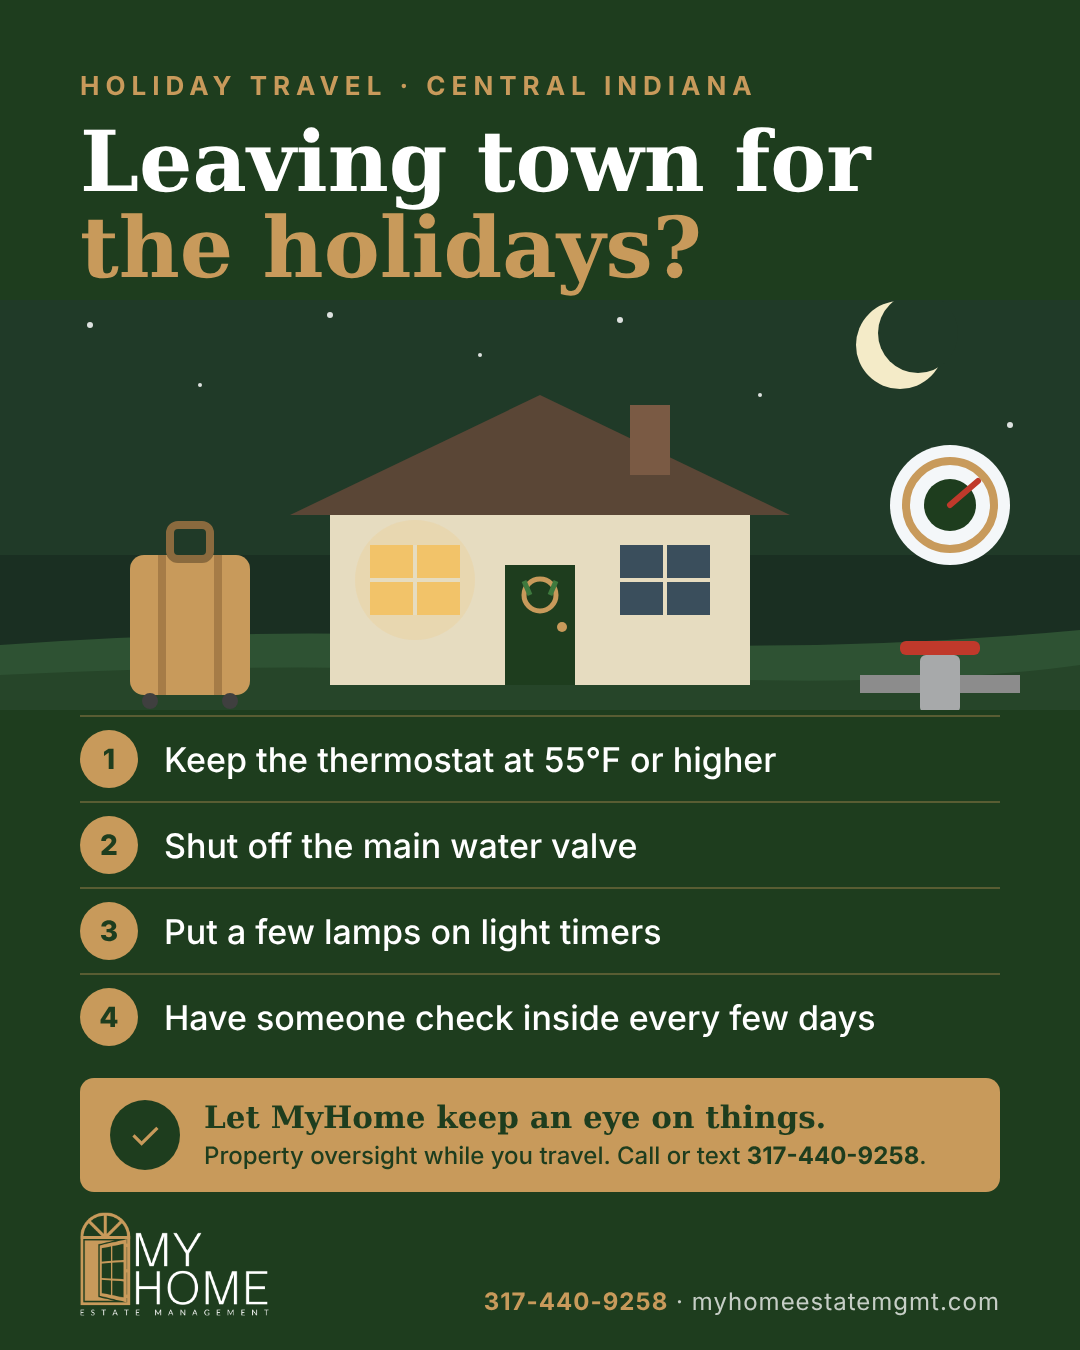 HOLIDAY TRAVEL · CENTRAL INDIANA
Leaving town for
the holidays?
1 Keep the thermostat at 55°F or higher
2 Shut off the main water valve
3 Put a few lamps on light timers
4 Have someone check inside every few days
Let MyHome keep an eye on things.
Property oversight while you travel. Call or text 317-440-9258.
MY
HOME
ESTATE MANAGEMENT
317-440-9258 · myhomeestatemgmt.com